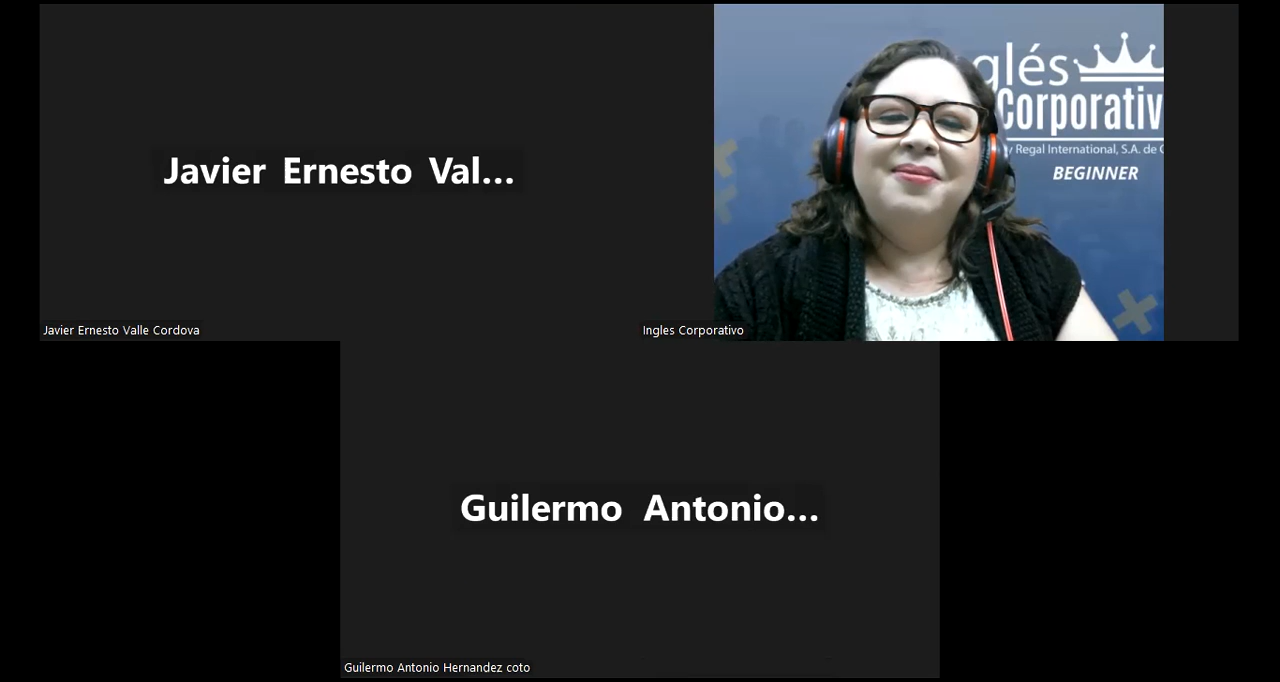 Javier Ernesto Val...
glés
Corporativ
y Regal International, S.A. de C
BEGINNER
Javier Ernesto Valle Cordova
Ingles Corporativo
Guilermo Antonio...
Guilermo Antonio Hernandez coto